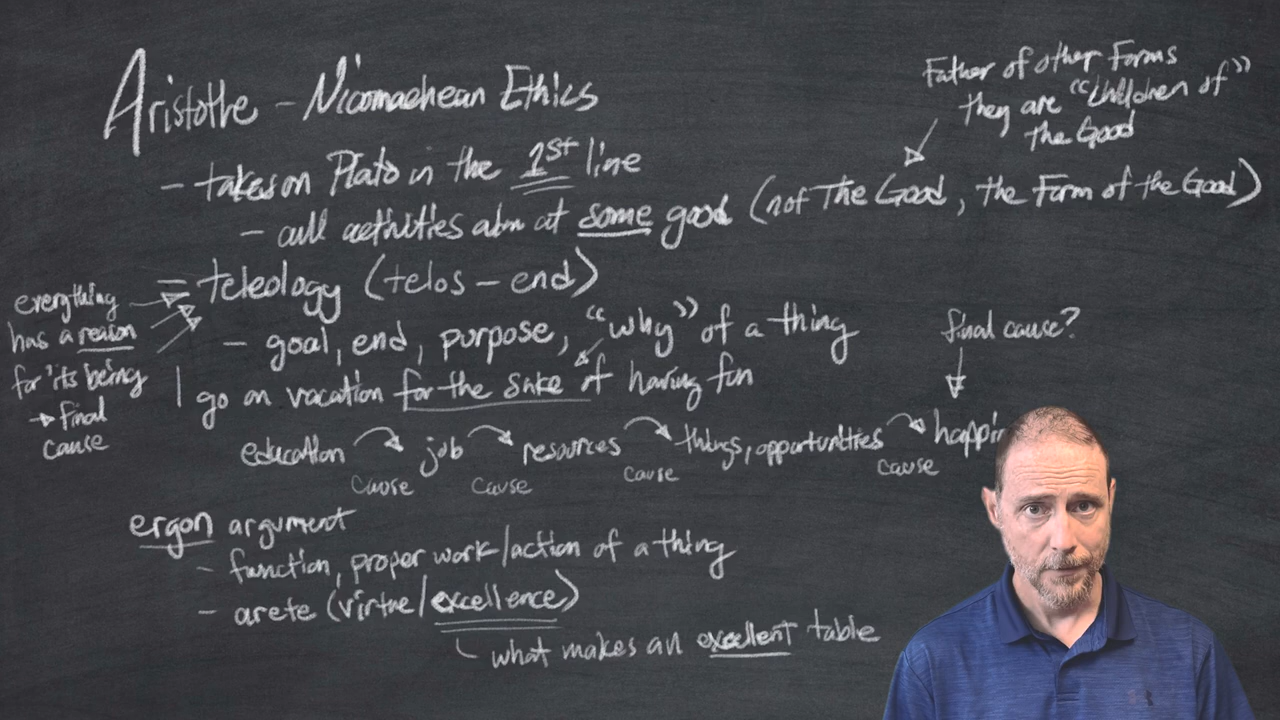 Aristotle - Nicomachean Ethics
- takes on Plato in the 1st line
- all activities aim at some good (not The Good, the Form of the Good)
Father of other Forms
they are "children of"
the Good
= teleology (telos - end)
- goal, end, purpose, "why" of a thing
everything
has a reason
for its being
→ final
cause
I go on vacation for the sake of having fun
final cause?
education job resources things, opportunities
cause cause cause cause
ergon argument
- function, proper work/action of a thing
- arete (virtue/excellence)
what makes an excellent table